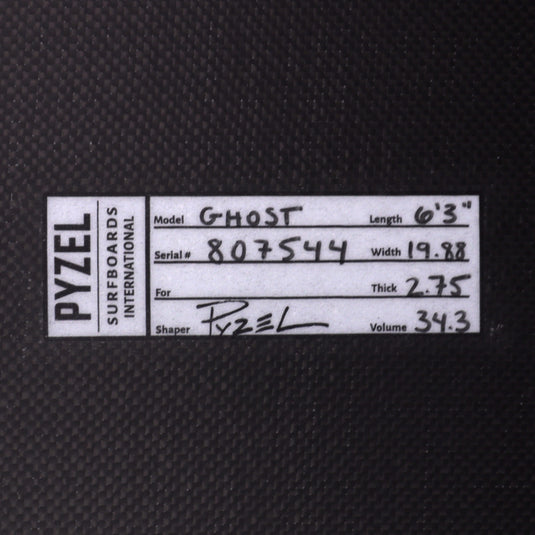 PYZEL
SURFBOARDS
INTERNATIONAL
Model GHOST Length 6'3"
Serial # 807544 Width 19.88
For Thick 2.75
Shaper PYZEL Volume 34.3